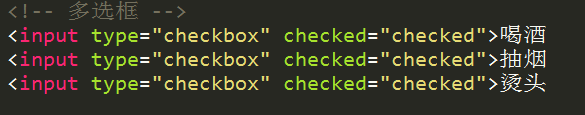 <!-- 多选框 -->
<input type="checkbox" checked="checked">喝酒
<input type="checkbox" checked="checked">抽烟
<input type="checkbox" checked="checked">烫头